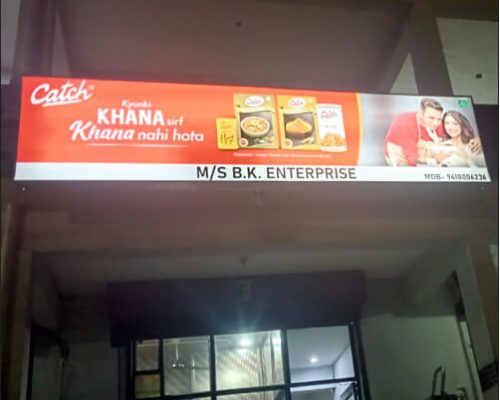 Catch
Kyunki
KHANA sirf
Khana nahi hota
M/S B.K. ENTERPRISE
MOB- 9418006236